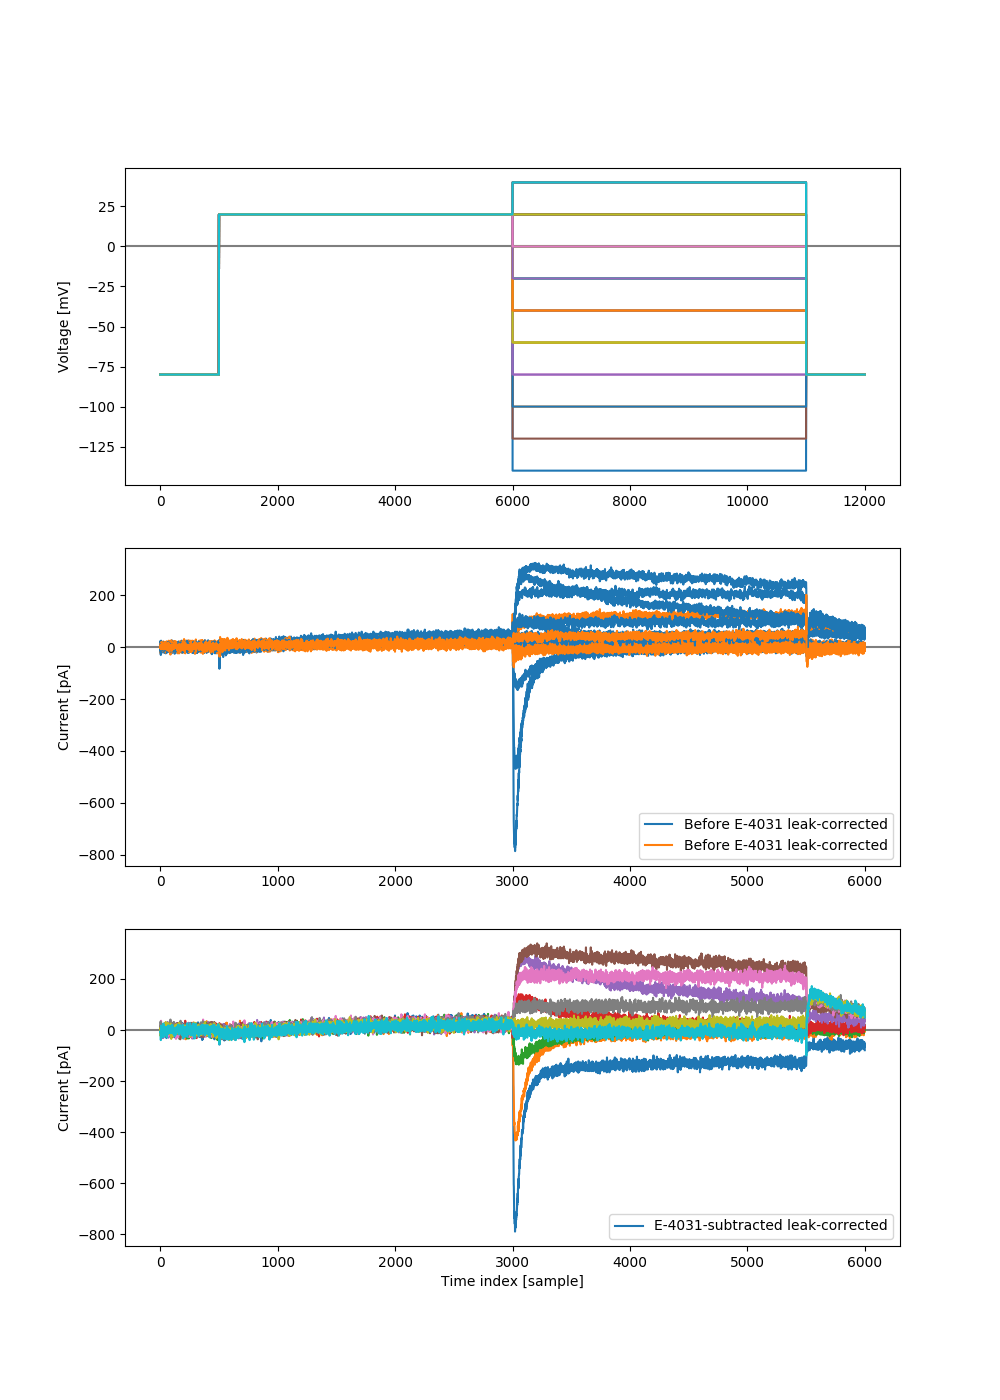 Voltage [mV]
25
0
−25
−50
−75
−100
−125
0 2000 4000 6000 8000 10000 12000
Current [pA]
200
0
−200
−400
−600
−800
Before E-4031 leak-corrected
Before E-4031 leak-corrected
0 1000 2000 3000 4000 5000 6000
Current [pA]
200
0
−200
−400
−600
−800
E-4031-subtracted leak-corrected
0 1000 2000 3000 4000 5000 6000
Time index [sample]